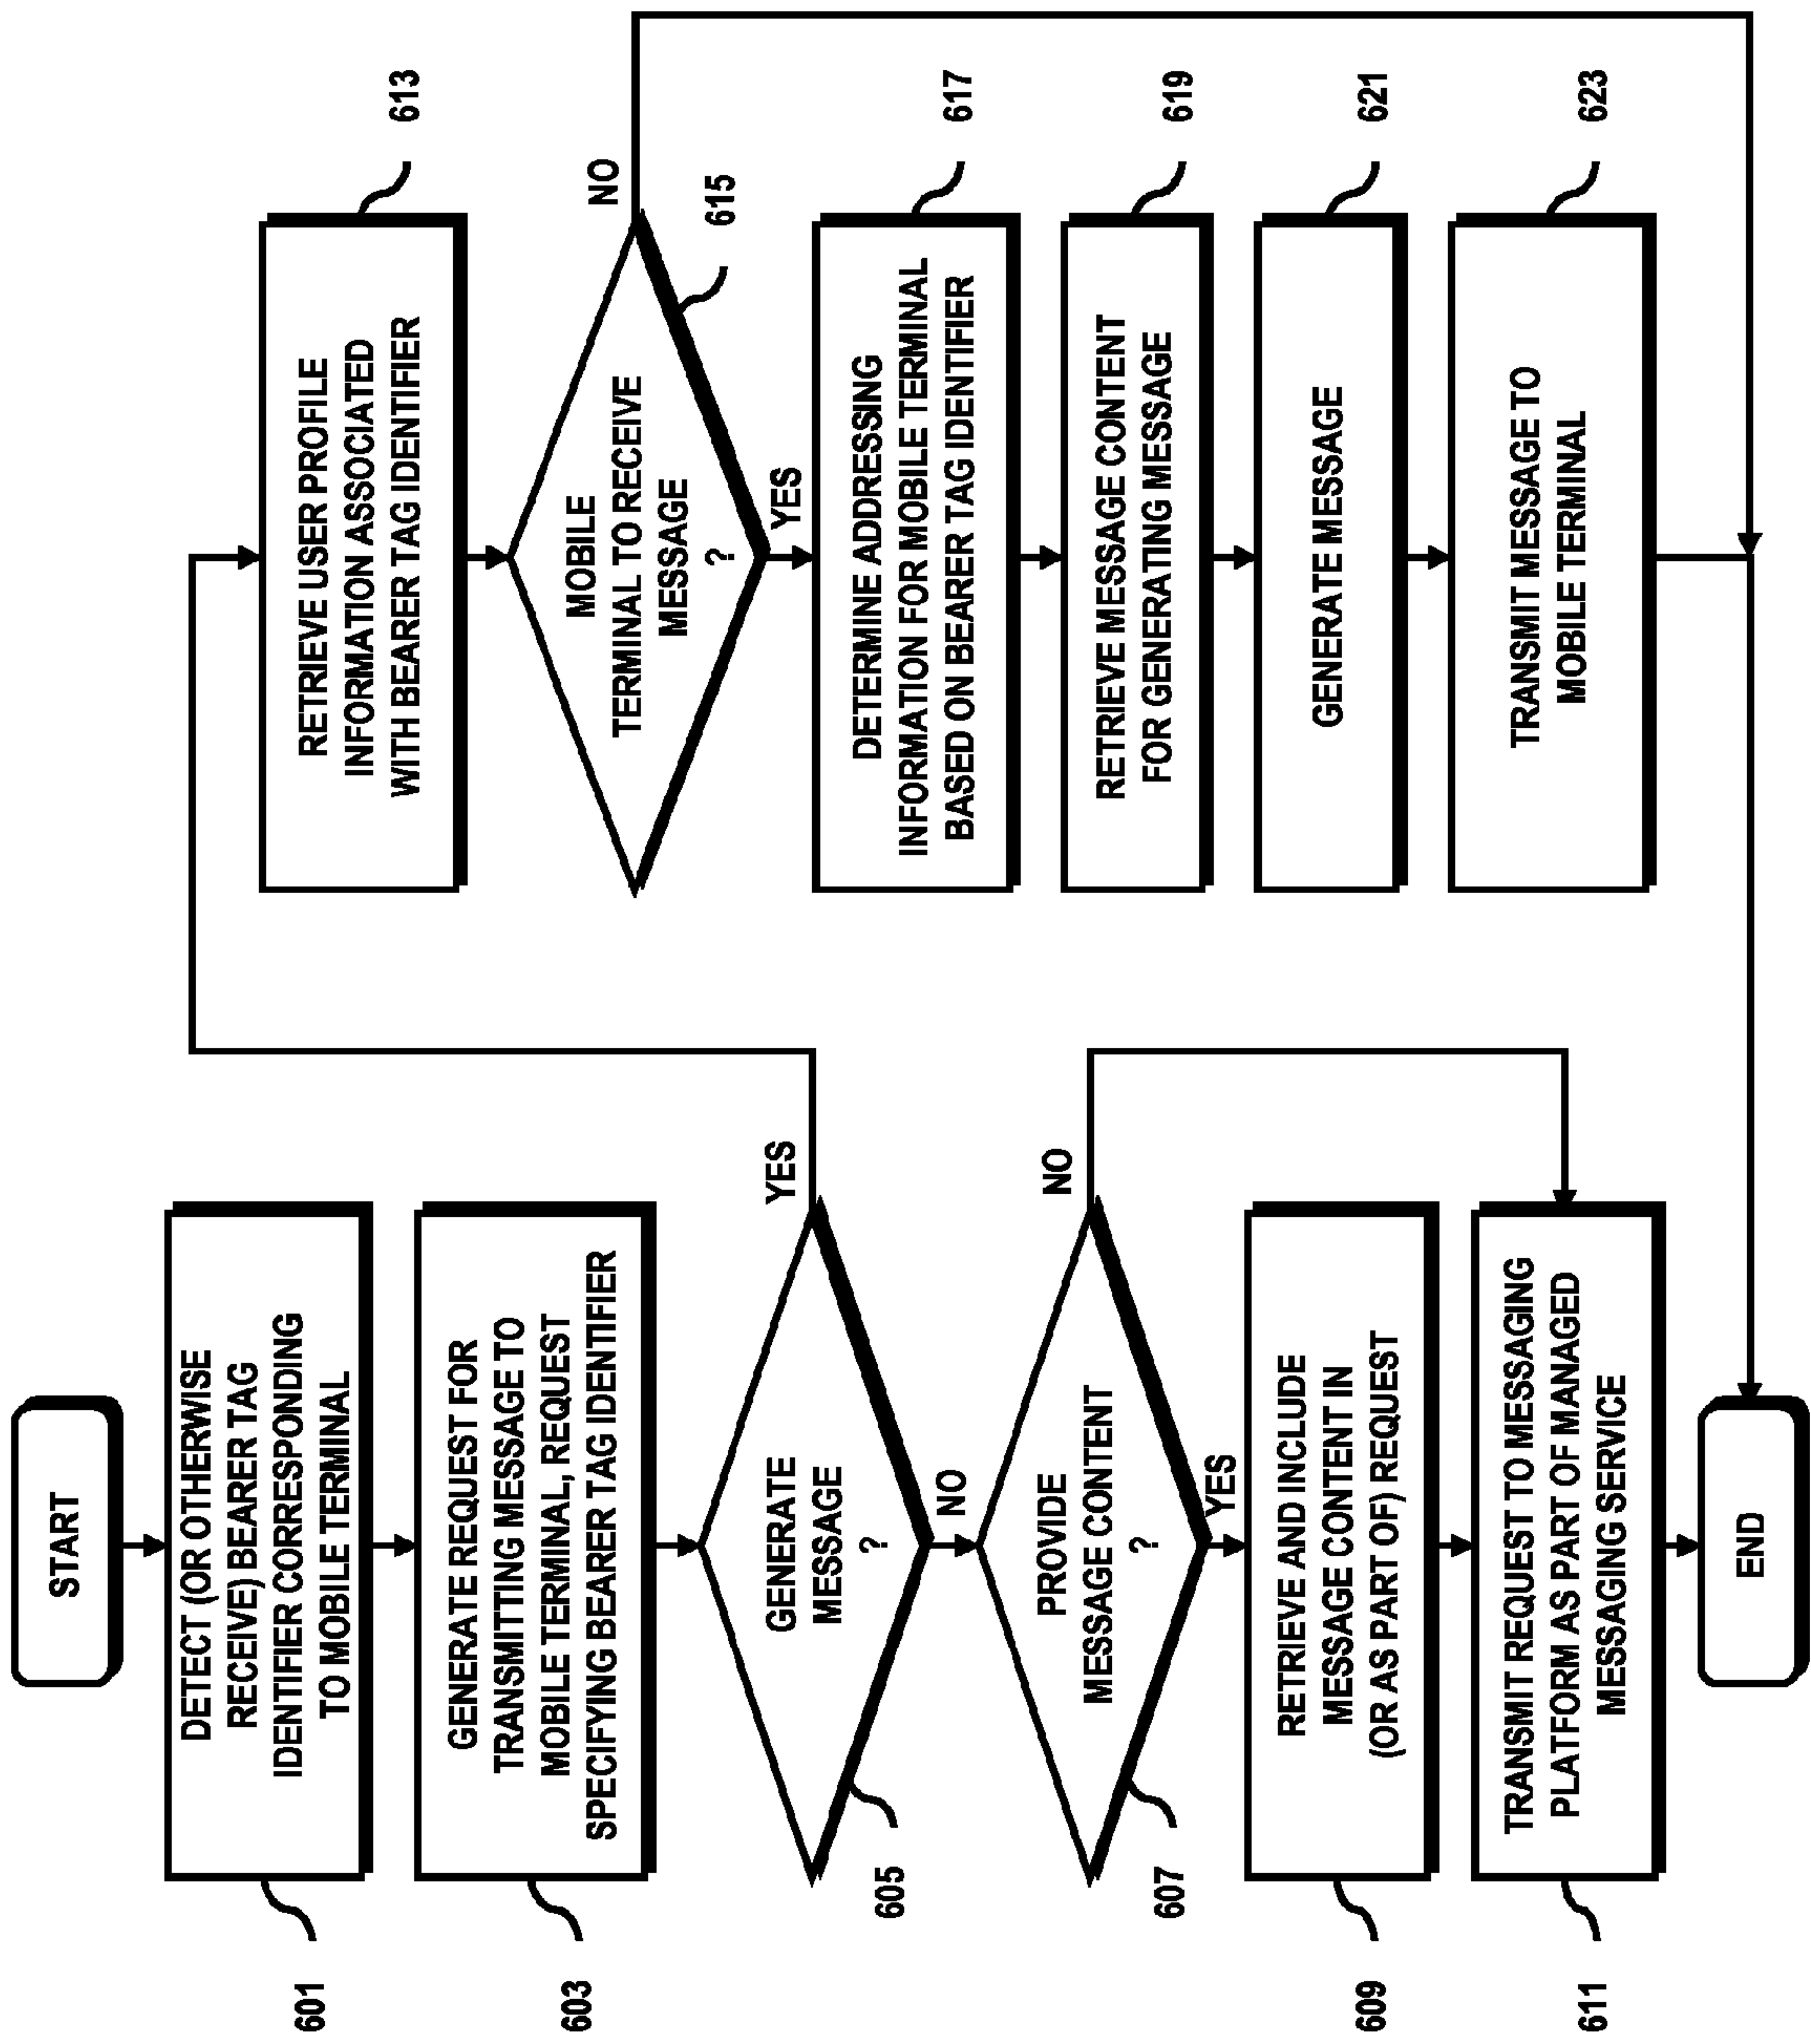 START
DETECT (OR OTHERWISE
RECEIVE) BEARER TAG
IDENTIFIER CORRESPONDING
TO MOBILE TERMINAL
601
GENERATE REQUEST FOR
TRANSMITTING MESSAGE TO
MOBILE TERMINAL, REQUEST
SPECIFYING BEARER TAG IDENTIFIER
603
GENERATE
MESSAGE
?
YES
605
NO
PROVIDE
MESSAGE CONTENT
?
NO
607
YES
RETRIEVE AND INCLUDE
MESSAGE CONTENT IN
(OR AS PART OF) REQUEST
609
TRANSMIT REQUEST TO MESSAGING
PLATFORM AS PART OF MANAGED
MESSAGING SERVICE
611
END
RETRIEVE USER PROFILE
INFORMATION ASSOCIATED
WITH BEARER TAG IDENTIFIER
613
MOBILE
TERMINAL TO RECEIVE
MESSAGE
?
NO
615
YES
DETERMINE ADDRESSING
INFORMATION FOR MOBILE TERMINAL
BASED ON BEARER TAG IDENTIFIER
617
RETRIEVE MESSAGE CONTENT
FOR GENERATING MESSAGE
619
GENERATE MESSAGE
621
TRANSMIT MESSAGE TO
MOBILE TERMINAL
623